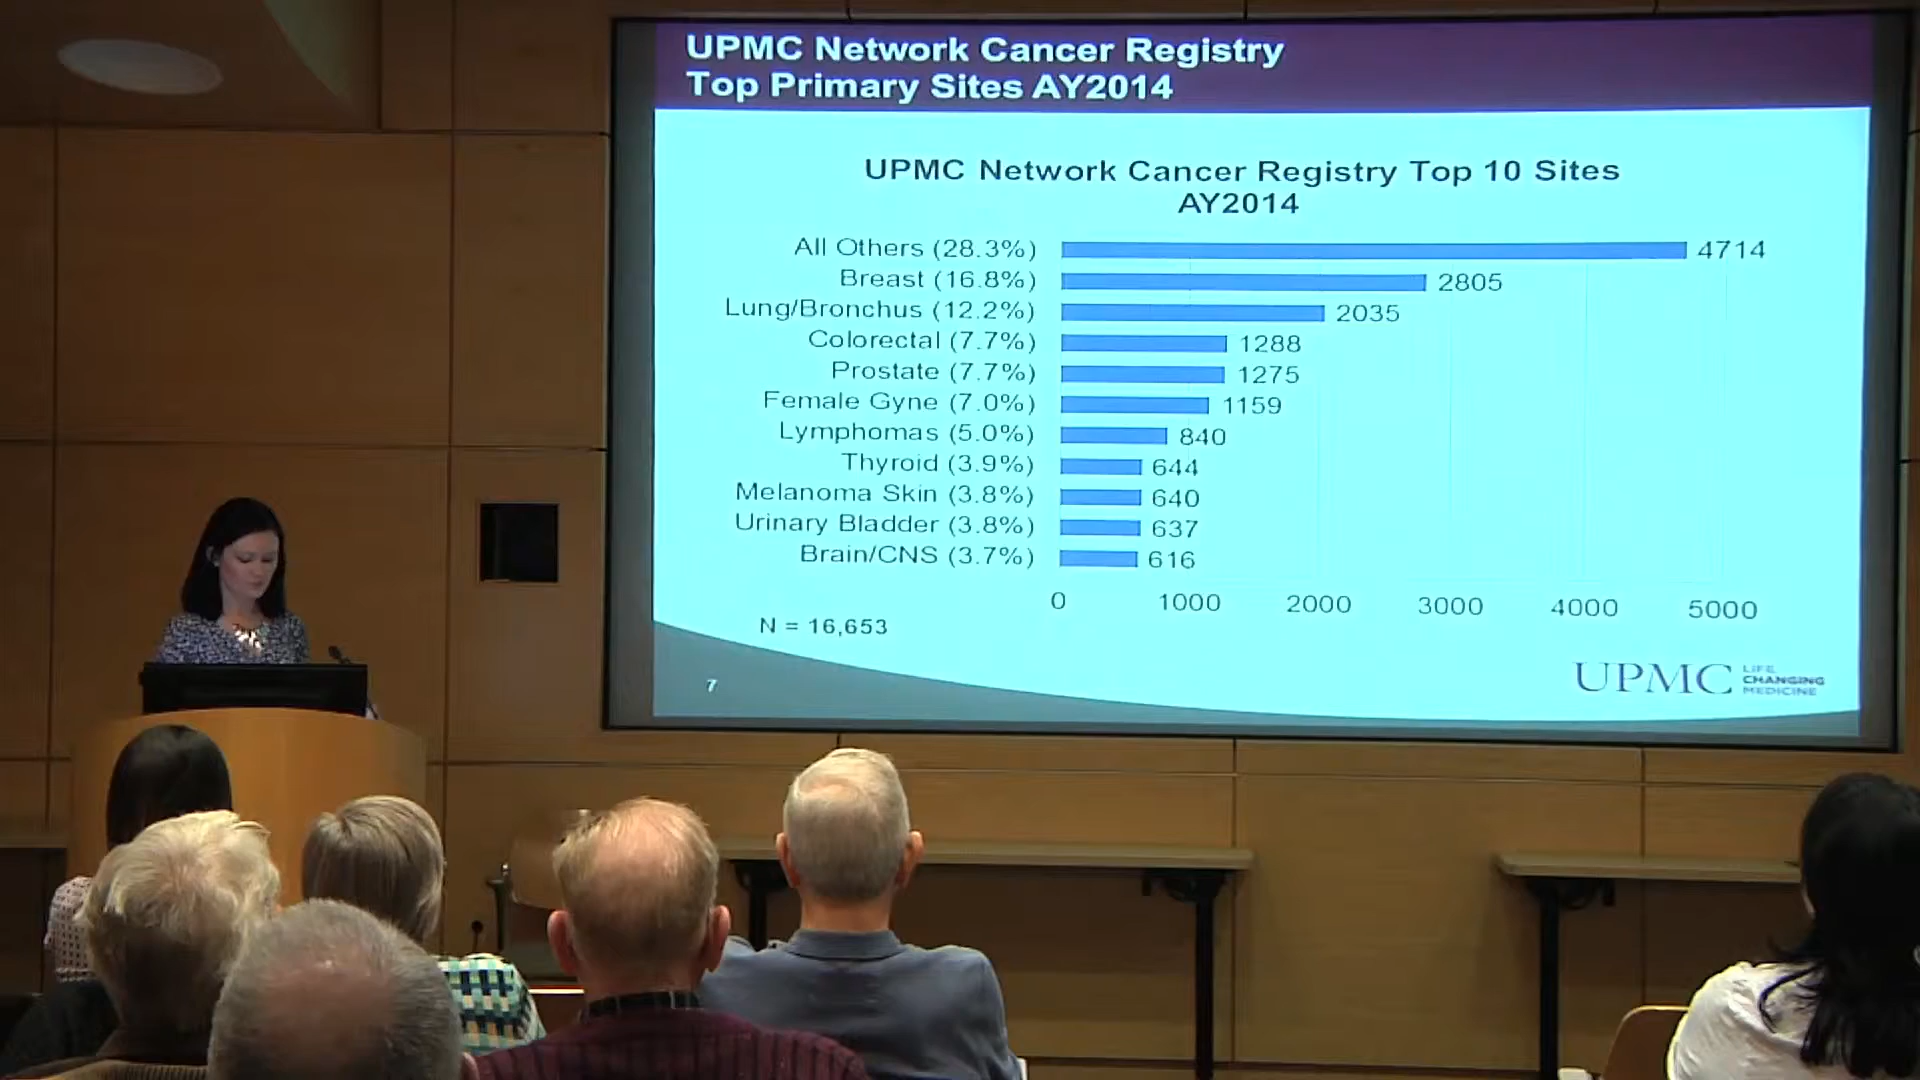 UPMC Network Cancer Registry
Top Primary Sites AY2014
UPMC Network Cancer Registry Top 10 Sites
AY2014
All Others (28.3%) 4714
Breast (16.8%) 2805
Lung/Bronchus (12.2%) 2035
Colorectal (7.7%) 1288
Prostate (7.7%) 1275
Female Gyne (7.0%) 1159
Lymphomas (5.0%) 840
Thyroid (3.9%) 644
Melanoma Skin (3.8%) 640
Urinary Bladder (3.8%) 637
Brain/CNS (3.7%) 616
0 1000 2000 3000 4000 5000
N = 16,653
7
UPMC LIFE
CHANGING
MEDICINE